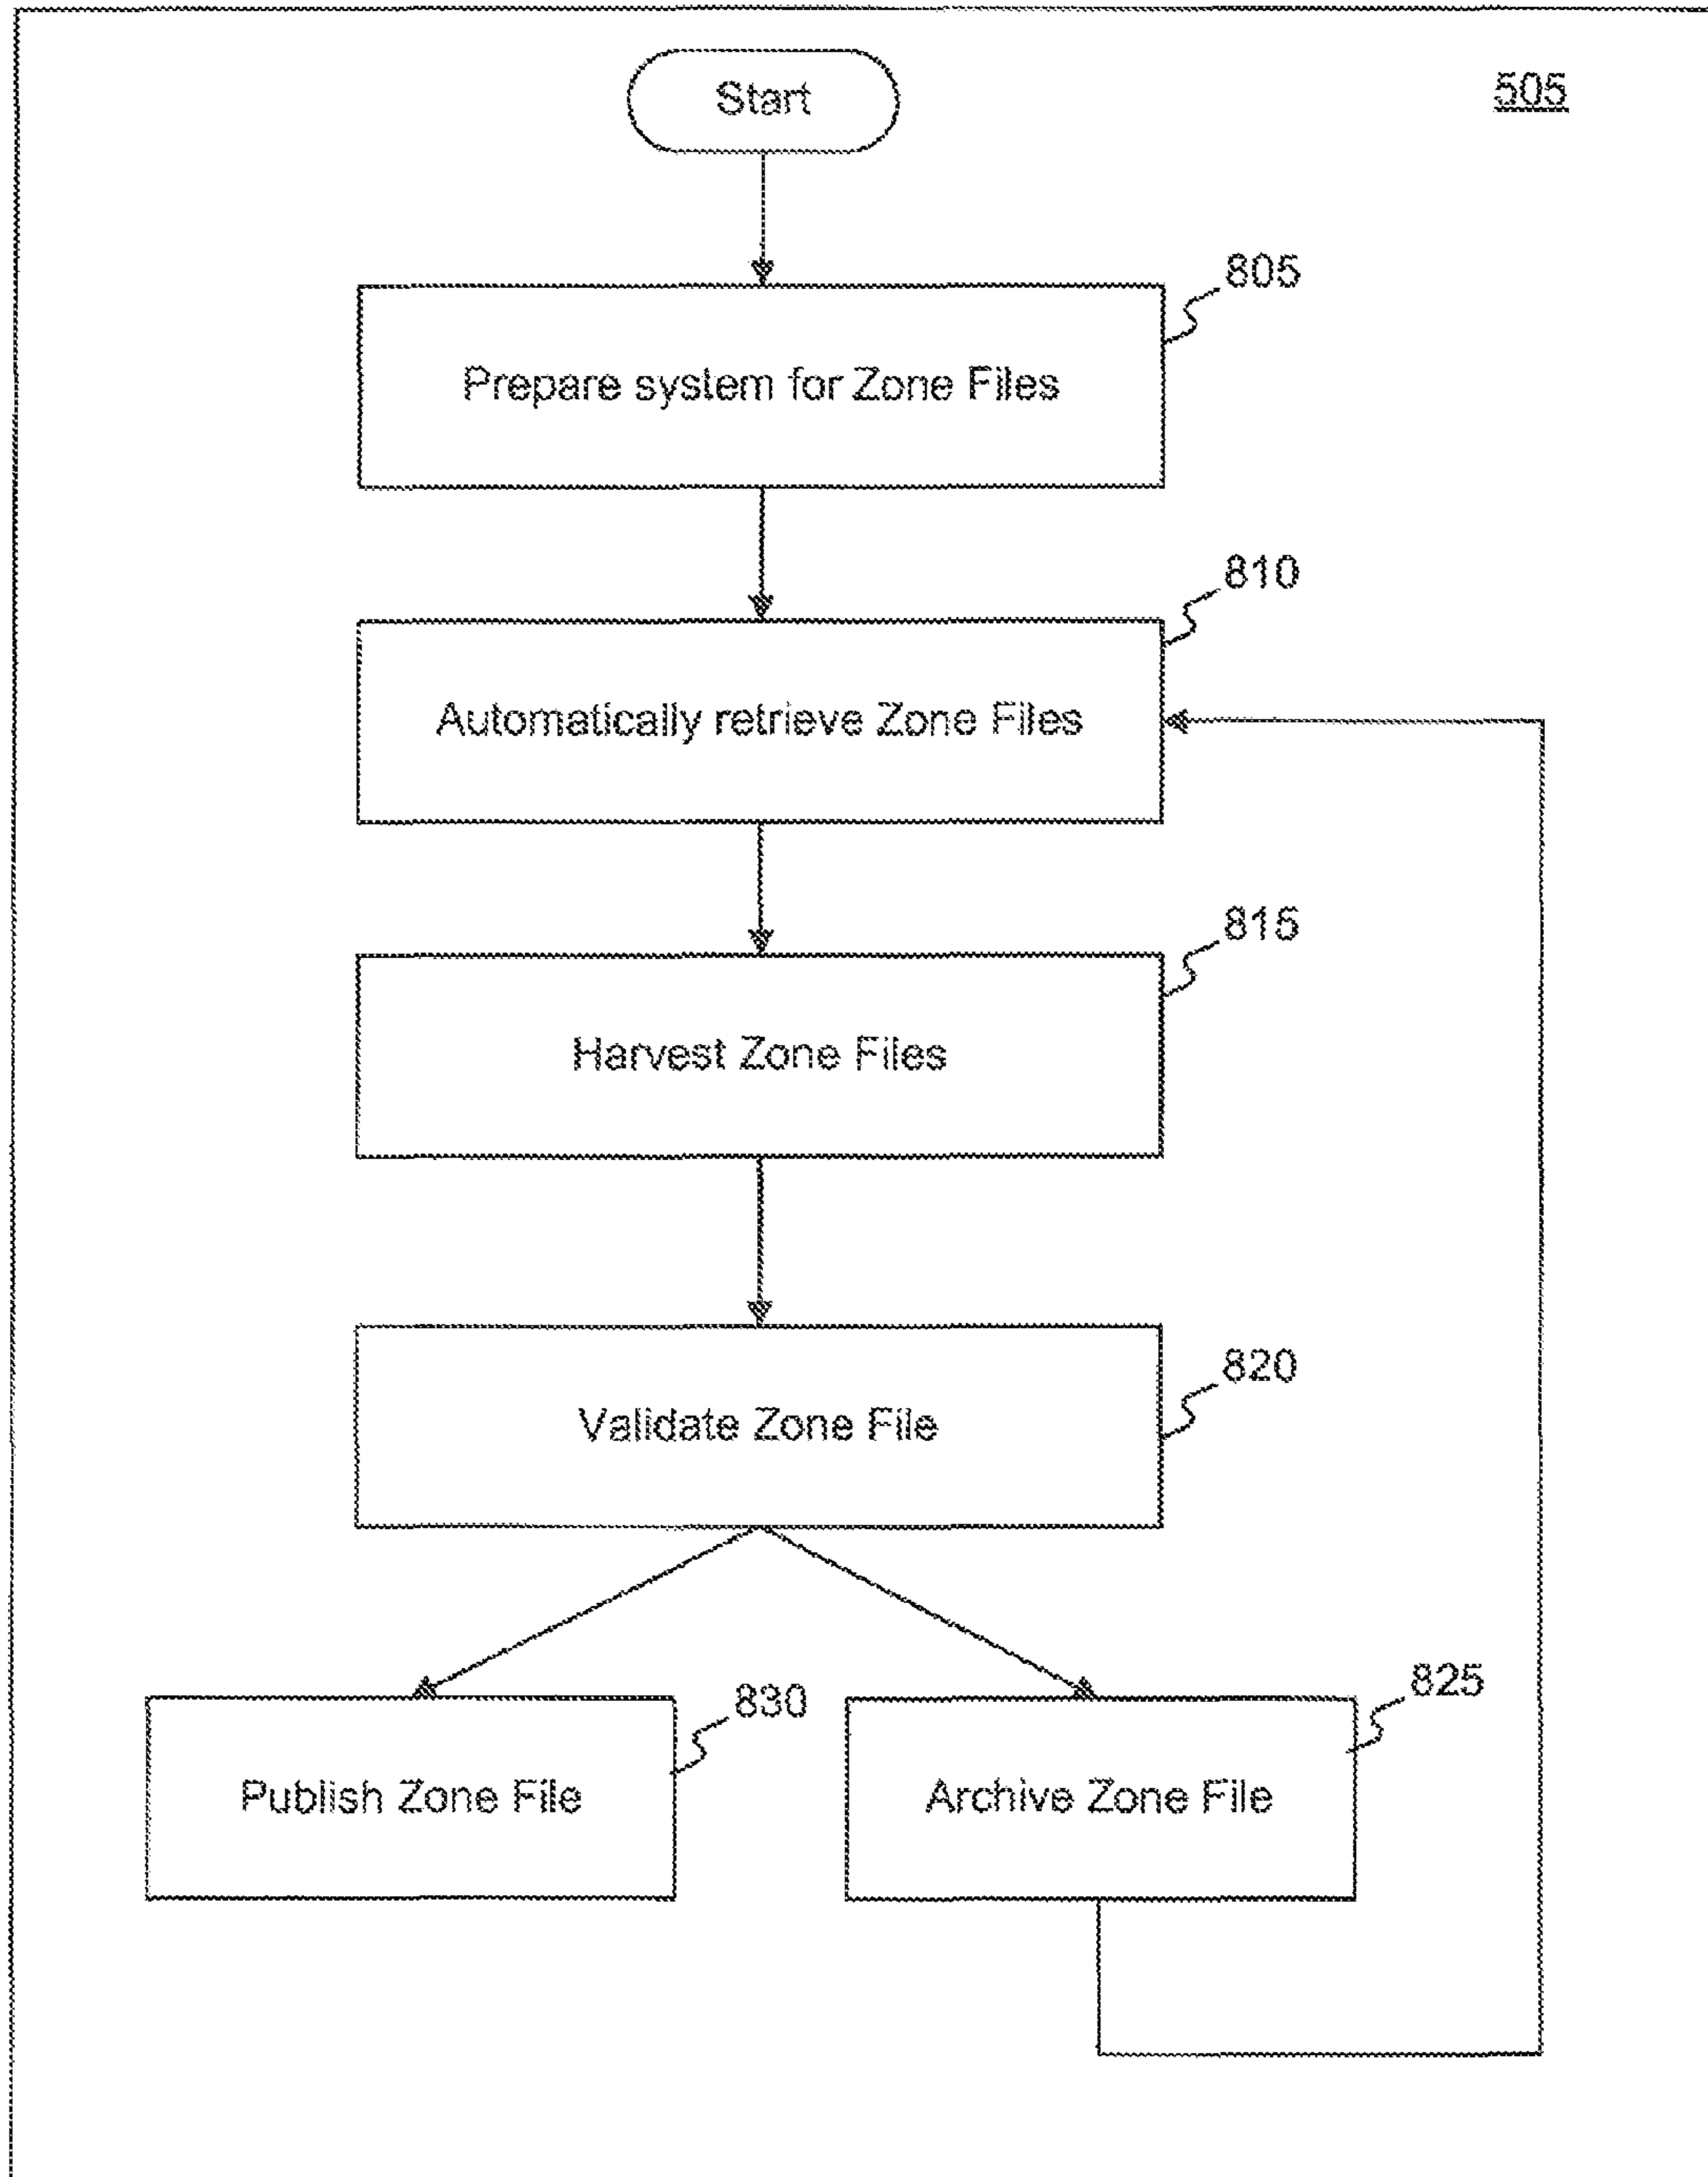 505
Start
805
Prepare system for Zone Files
810
Automatically retrieve Zone Files
815
Harvest Zone Files
820
Validate Zone File
830
825
Publish Zone File
Archive Zone File